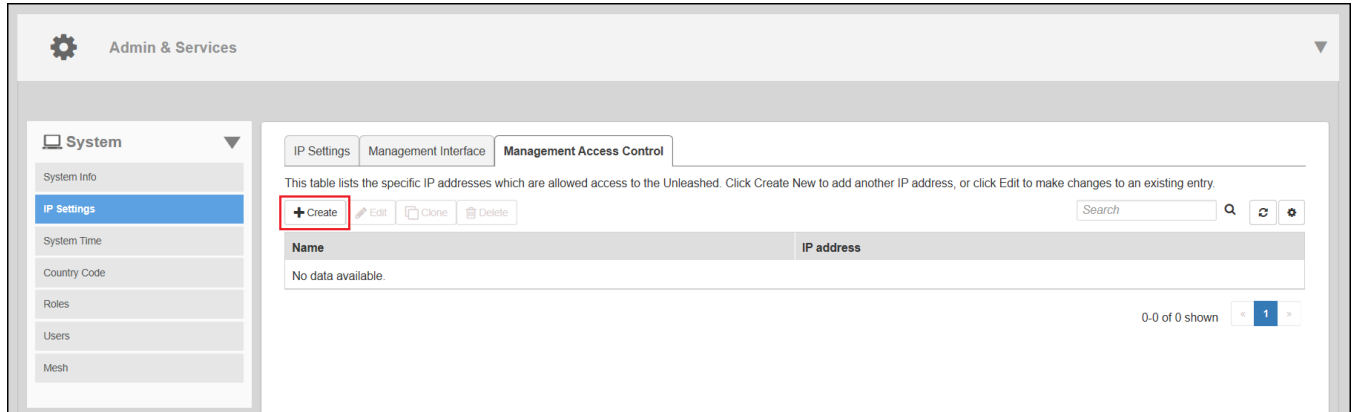 Admin & Services
System
System Info
IP Settings
System Time
Country Code
Roles
Users
Mesh
IP Settings Management Interface Management Access Control
This table lists the specific IP addresses which are allowed access to the Unleashed. Click Create New to add another IP address, or click Edit to make changes to an existing entry.
Create Edit Clone Delete Search
Name IP address
No data available.
0-0 of 0 shown « 1 »